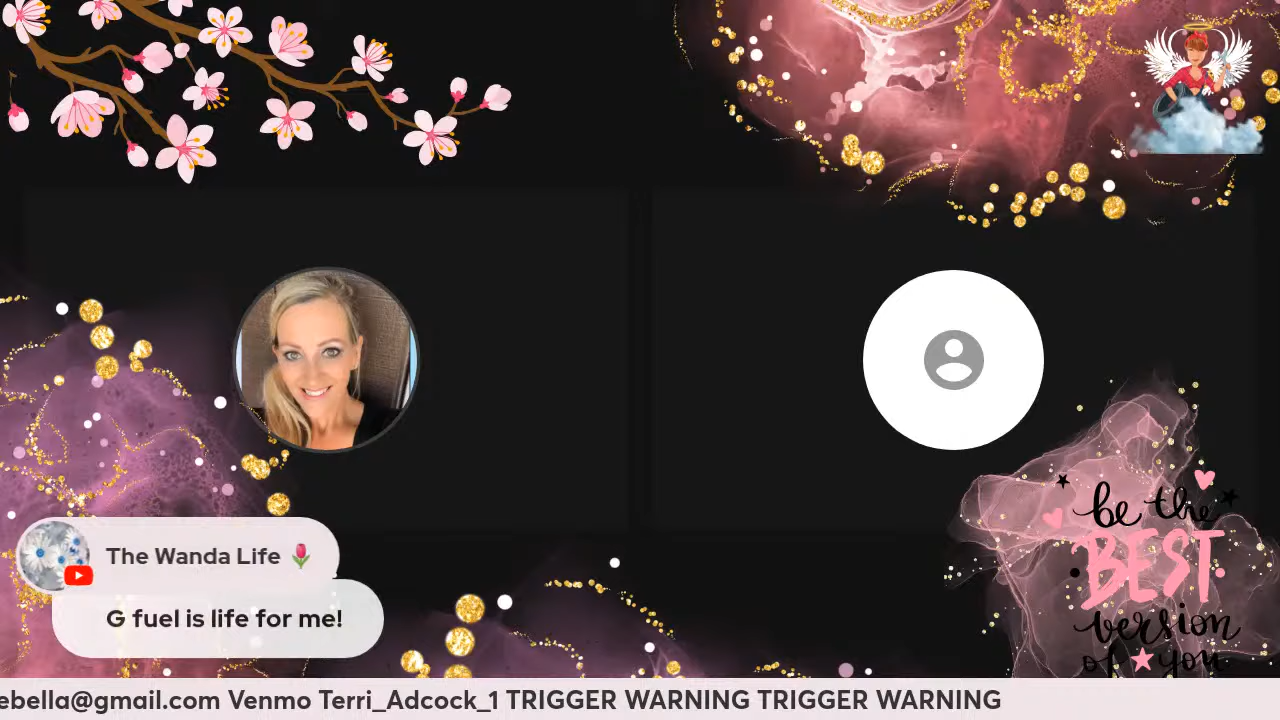 be the
BEST
version
of you
The Wanda Life
G fuel is life for me!
ebella@gmail.com Venmo Terri_Adcock_1 TRIGGER WARNING TRIGGER WARNING